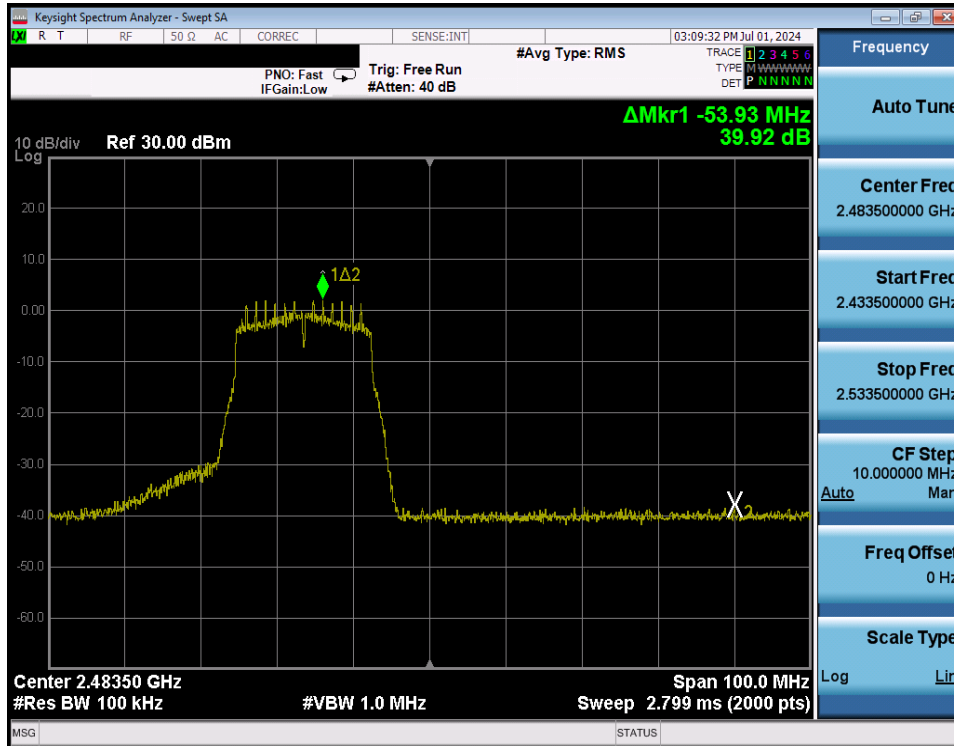 Keysight Spectrum Analyzer - Swept SA
LXI R T RF 50 Ω AC CORREC SENSE:INT 03:09:32 PM Jul 01, 2024
#Avg Type: RMS
TRACE 1 2 3 4 5 6
TYPE M W W W W W
DET P N N N N N
PNO: Fast Trig: Free Run
IFGain:Low #Atten: 40 dB
ΔMkr1 -53.93 MHz
39.92 dB
10 dB/div Ref 30.00 dBm
Log
20.0
10.0
0.00
-10.0
-20.0
-30.0
-40.0
-50.0
-60.0
1Δ2
X2
Center 2.48350 GHz Span 100.0 MHz
#Res BW 100 kHz #VBW 1.0 MHz Sweep 2.799 ms (2000 pts)
MSG STATUS
Frequency
Auto Tune
Center Freq
2.483500000 GHz
Start Freq
2.433500000 GHz
Stop Freq
2.533500000 GHz
CF Step
10.000000 MHz
Auto Man
Freq Offset
0 Hz
Scale Type
Log Lin